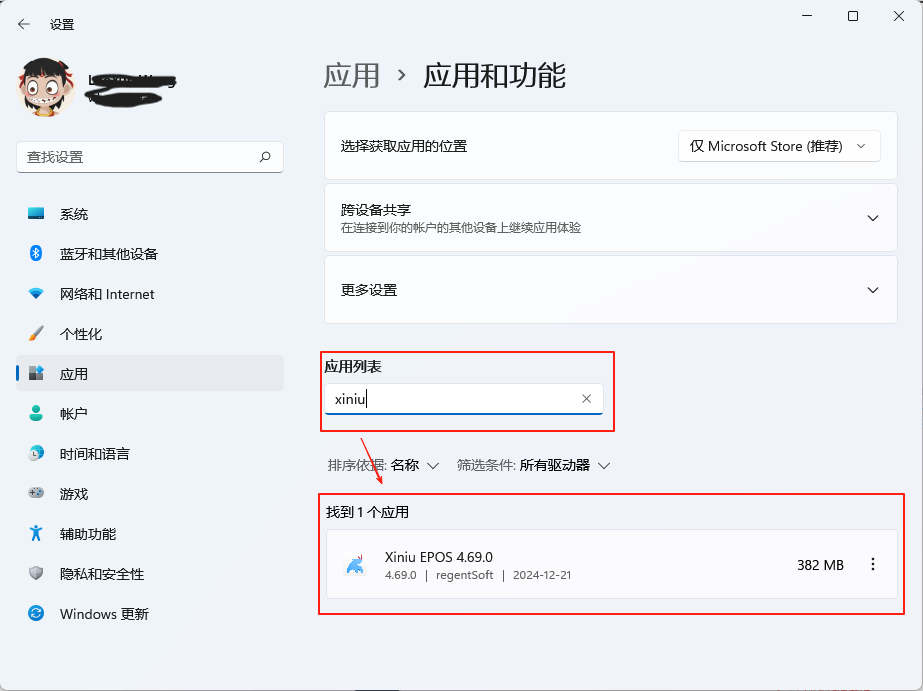 设置
应用 › 应用和功能
查找设置
系统
蓝牙和其他设备
网络和 Internet
个性化
应用
帐户
时间和语言
游戏
辅助功能
隐私和安全性
Windows 更新
选择获取应用的位置
仅 Microsoft Store (推荐)
跨设备共享
在连接到你的帐户的其他设备上继续应用体验
更多设置
应用列表
xiniu
排序依据: 名称 筛选条件: 所有驱动器
找到 1 个应用
Xiniu EPOS 4.69.0
4.69.0 | regentSoft | 2024-12-21
382 MB